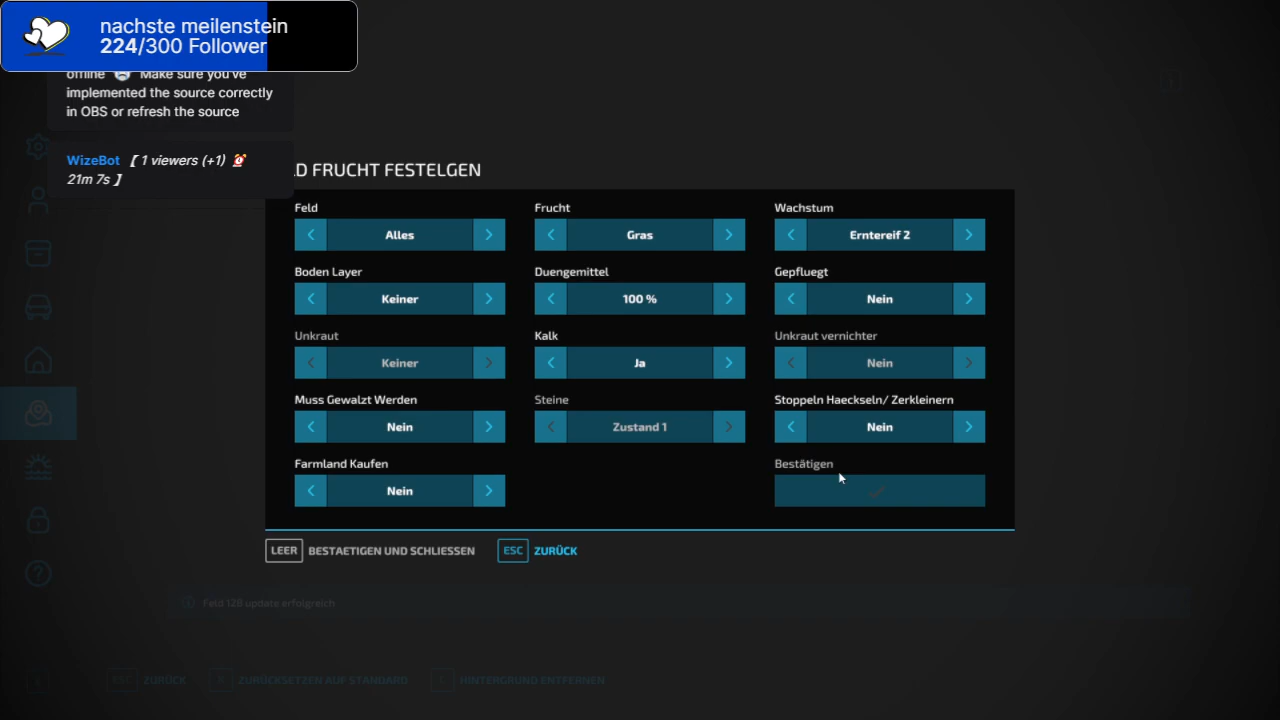 nachste meilenstein
224/300 Follower
offline Make sure you've
implemented the source correctly
in OBS or refresh the source
WizeBot [ 1 viewers (+1)
21m 7s ]
LD FRUCHT FESTELGEN
Feld
Frucht
Wachstum
Alles
Gras
Erntereif 2
Boden Layer
Duengemittel
Gepfluegt
Keiner
100 %
Nein
Unkraut
Kalk
Unkraut vernichter
Keiner
Ja
Nein
Muss Gewalzt Werden
Steine
Stoppeln Haeckseln/ Zerkleinern
Nein
Zustand 1
Nein
Farmland Kaufen
Bestätigen
Nein
LEER BESTAETIGEN UND SCHLIESSEN ESC ZURÜCK
Feld 128 update erfolgreich
ESC ZURÜCK ZURÜCKSETZEN AUF STANDARD HINTERGRUND ENTFERNEN